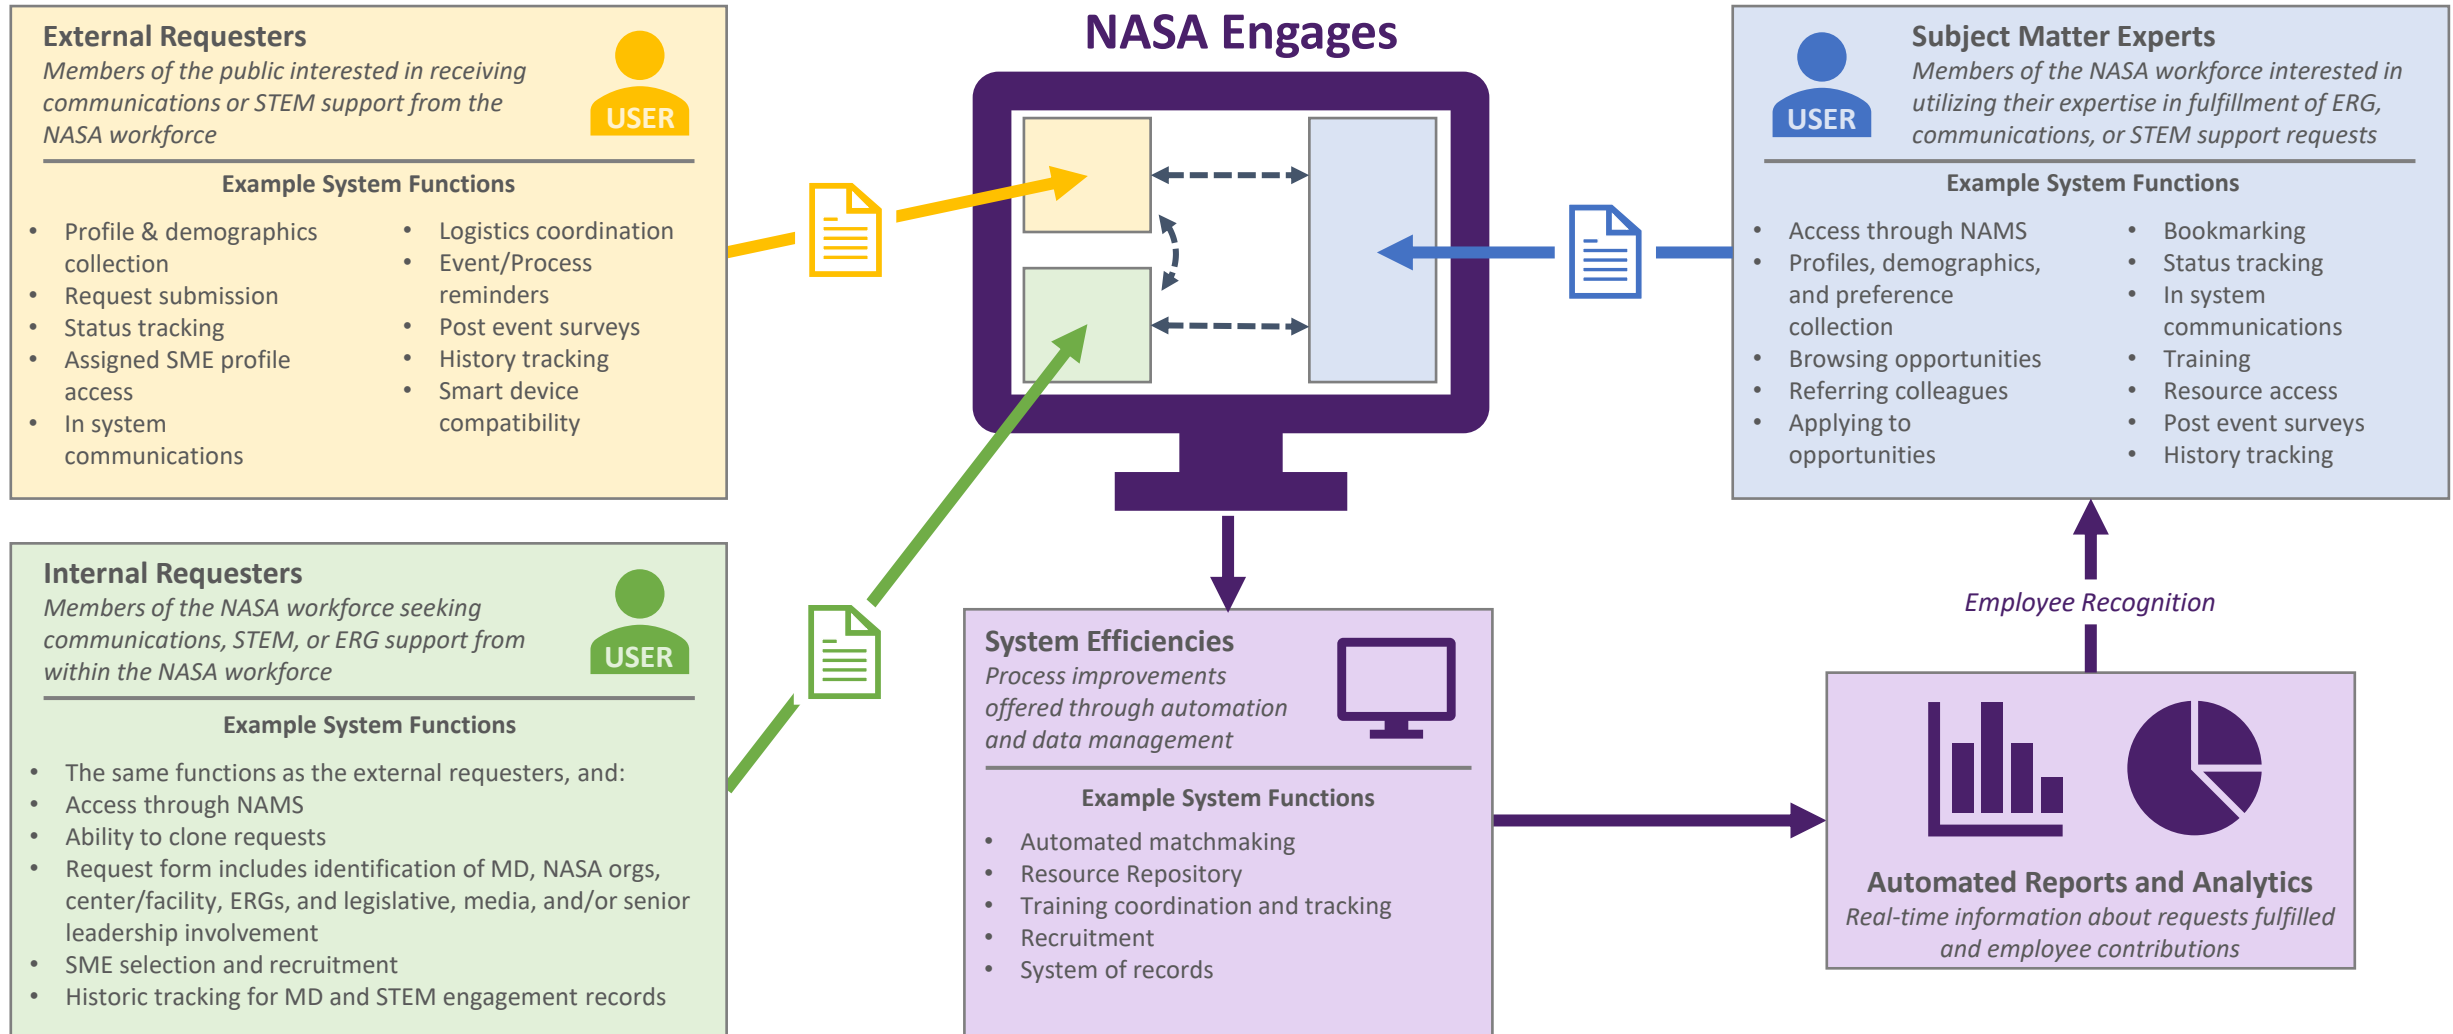 NASA Engages
External Requesters
Members of the public interested in receiving
communications or STEM support from the
NASA workforce
USER
Example System Functions
• Profile & demographics
collection
• Request submission
• Status tracking
• Assigned SME profile
access
• In system
communications
• Logistics coordination
• Event/Process
reminders
• Post event surveys
• History tracking
• Smart device
compatibility
Subject Matter Experts
Members of the NASA workforce interested in
utilizing their expertise in fulfillment of ERG,
communications, or STEM support requests
USER
Example System Functions
• Access through NAMS
• Profiles, demographics,
and preference
collection
• Browsing opportunities
• Referring colleagues
• Applying to
opportunities
• Bookmarking
• Status tracking
• In system
communications
• Training
• Resource access
• Post event surveys
• History tracking
Internal Requesters
Members of the NASA workforce seeking
communications, STEM, or ERG support from
within the NASA workforce
USER
Example System Functions
• The same functions as the external requesters, and:
• Access through NAMS
• Ability to clone requests
• Request form includes identification of MD, NASA orgs,
center/facility, ERGs, and legislative, media, and/or senior
leadership involvement
• SME selection and recruitment
• Historic tracking for MD and STEM engagement records
System Efficiencies
Process improvements
offered through automation
and data management
Example System Functions
• Automated matchmaking
• Resource Repository
• Training coordination and tracking
• Recruitment
• System of records
Employee Recognition
Automated Reports and Analytics
Real-time information about requests fulfilled
and employee contributions